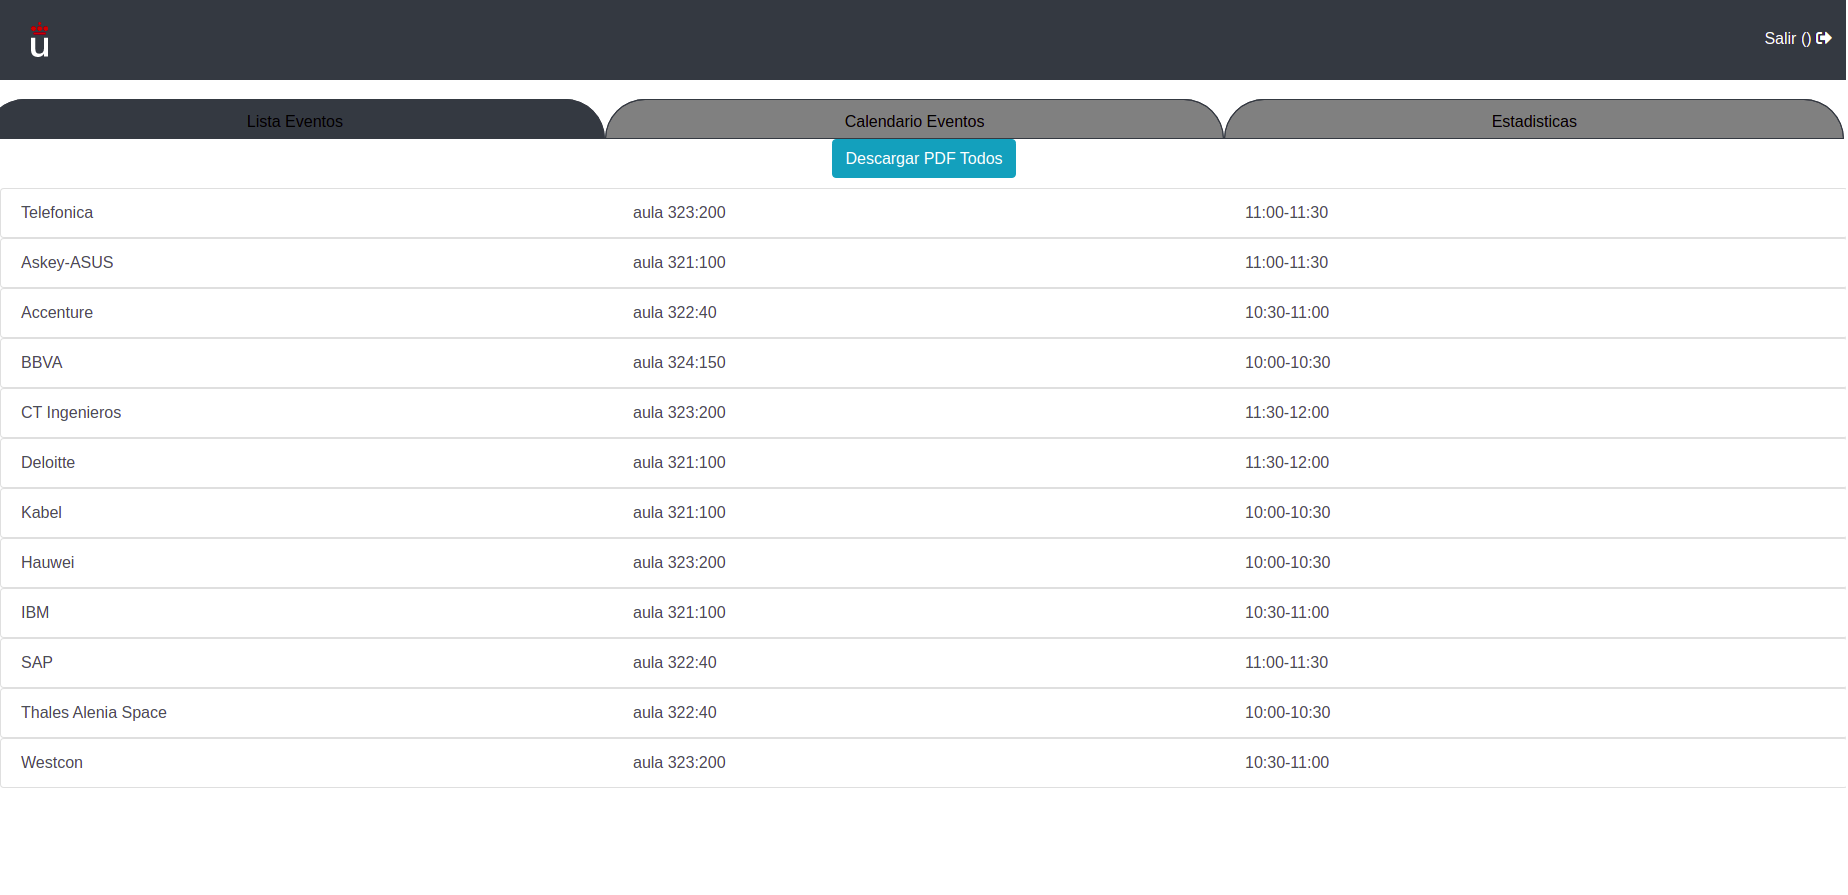 u
Salir ()
Lista Eventos Calendario Eventos Estadisticas
Descargar PDF Todos
Telefonica aula 323:200 11:00-11:30
Askey-ASUS aula 321:100 11:00-11:30
Accenture aula 322:40 10:30-11:00
BBVA aula 324:150 10:00-10:30
CT Ingenieros aula 323:200 11:30-12:00
Deloitte aula 321:100 11:30-12:00
Kabel aula 321:100 10:00-10:30
Hauwei aula 323:200 10:00-10:30
IBM aula 321:100 10:30-11:00
SAP aula 322:40 11:00-11:30
Thales Alenia Space aula 322:40 10:00-10:30
Westcon aula 323:200 10:30-11:00